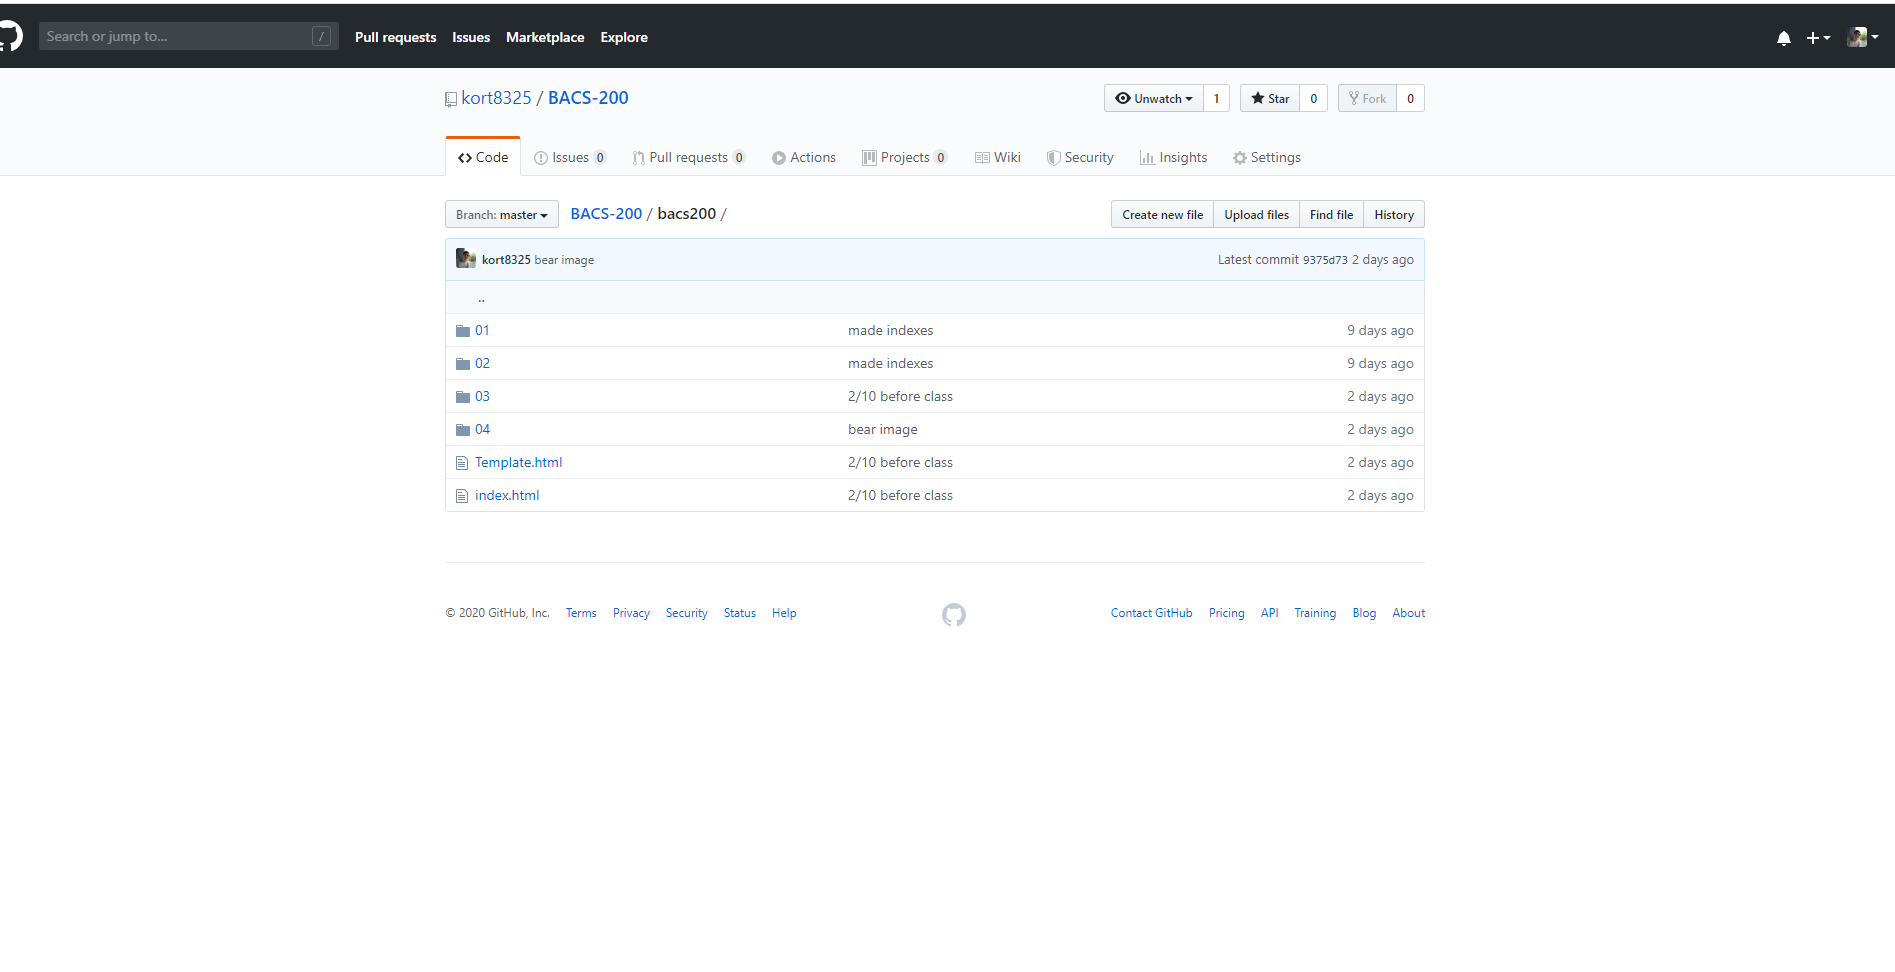 Search or jump to... /
Pull requests Issues Marketplace Explore
kort8325 / BACS-200
Unwatch 1 Star 0 Fork 0
Code Issues 0 Pull requests 0 Actions Projects 0 Wiki Security Insights Settings
Branch: master BACS-200 / bacs200 /
Create new file Upload files Find file History
kort8325 bear image Latest commit 9375d73 2 days ago
..
01 made indexes 9 days ago
02 made indexes 9 days ago
03 2/10 before class 2 days ago
04 bear image 2 days ago
Template.html 2/10 before class 2 days ago
index.html 2/10 before class 2 days ago
© 2020 GitHub, Inc. Terms Privacy Security Status Help Contact GitHub Pricing API Training Blog About